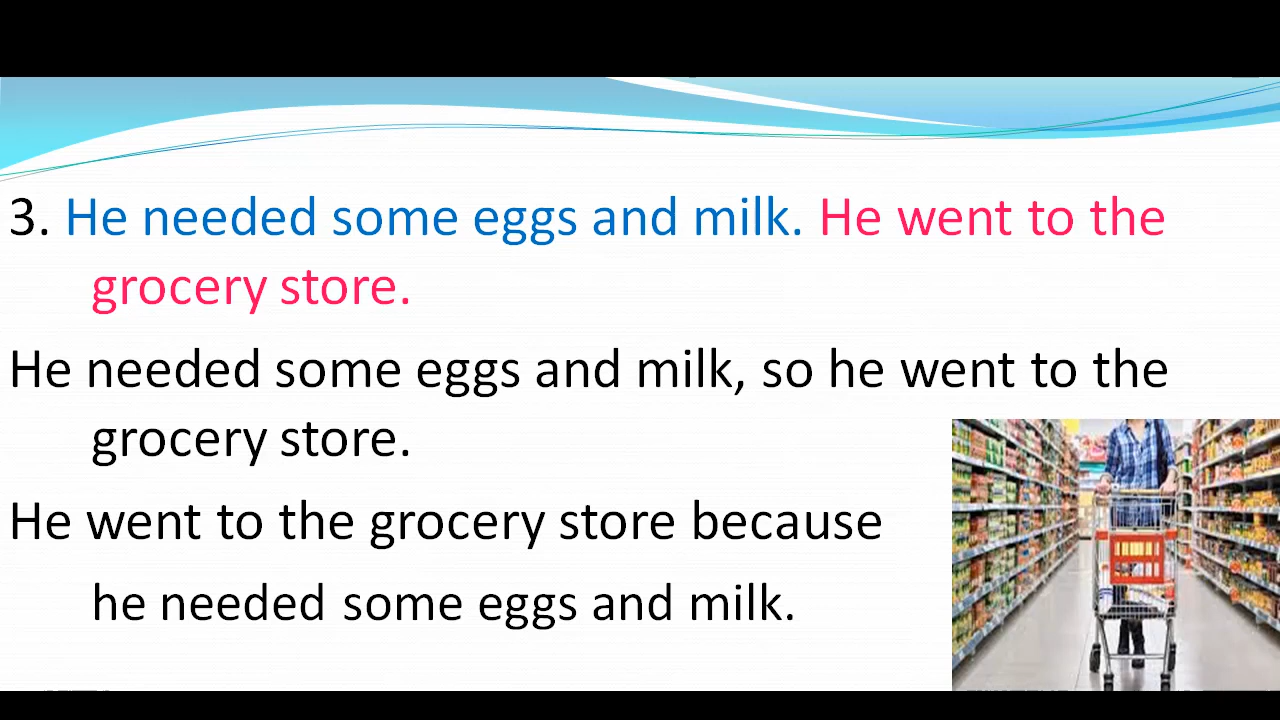 3. He needed some eggs and milk. He went to the
grocery store.
He needed some eggs and milk, so he went to the
grocery store.
He went to the grocery store because
he needed some eggs and milk.